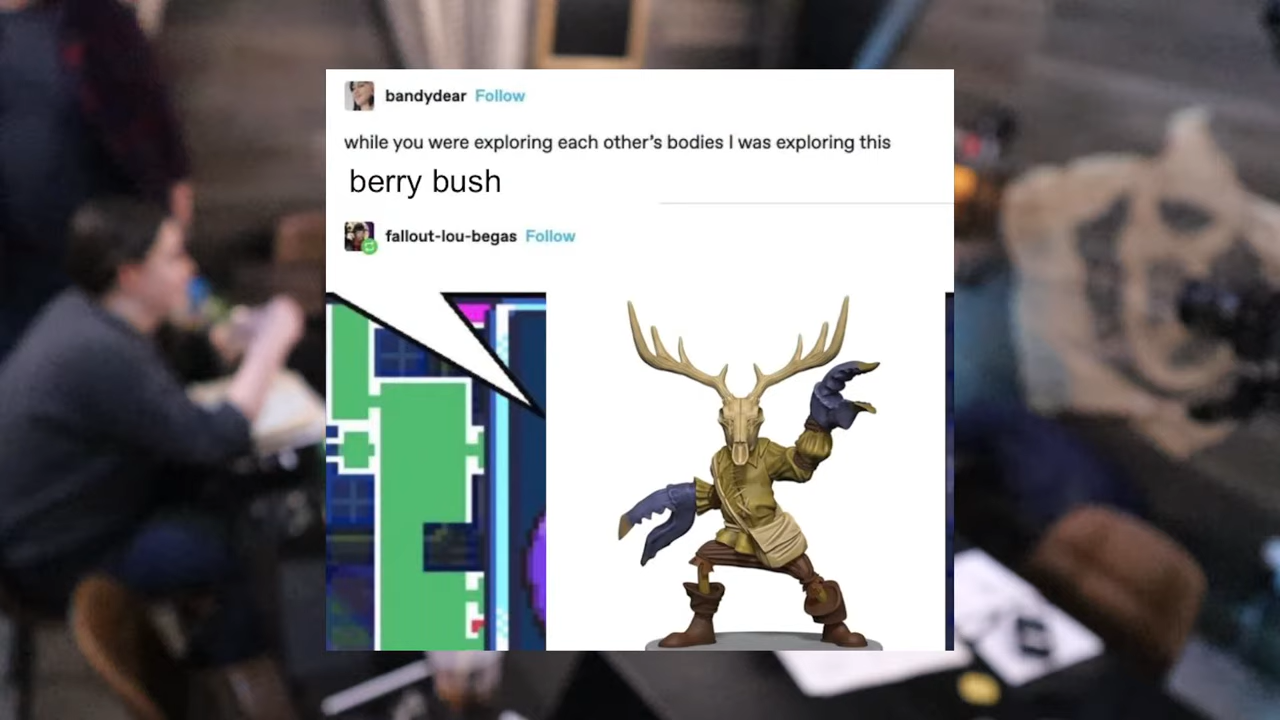 bandydear Follow
while you were exploring each other's bodies I was exploring this
berry bush
fallout-lou-begas Follow